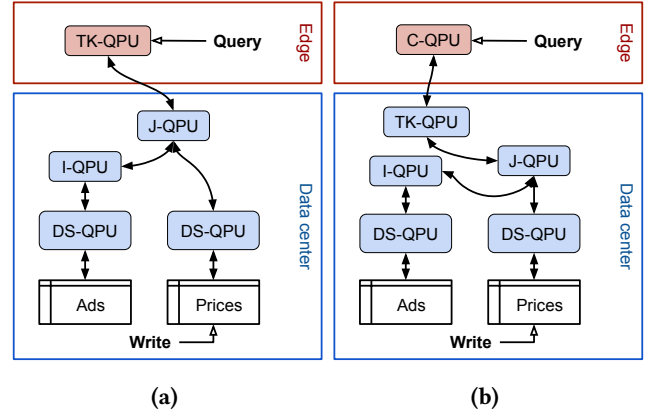 TK-QPU
Query
Edge
J-QPU
I-QPU
DS-QPU
DS-QPU
Ads
Prices
Write
Data center
(a)
C-QPU
Query
Edge
TK-QPU
J-QPU
I-QPU
DS-QPU
DS-QPU
Ads
Prices
Write
Data center
(b)